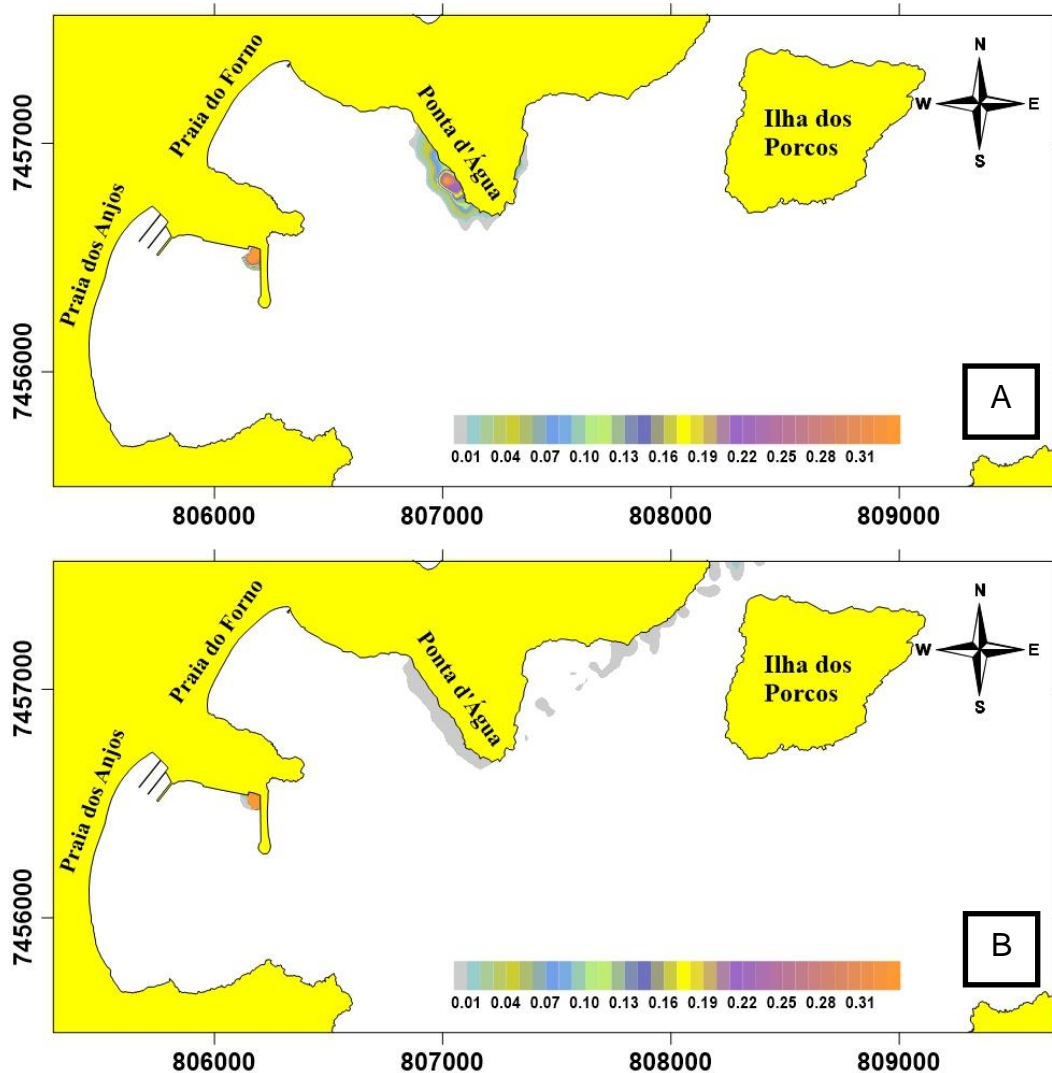 Praia do Forno
Ponta d'Água
Ilha dos
Porcos
N
W
E
S
7457000
Praia dos Anjos
7456000
A
0.01 0.04 0.07 0.10 0.13 0.16 0.19 0.22 0.25 0.28 0.31
806000 807000 808000 809000
Praia do Forno
Ponta d'Água
Ilha dos
Porcos
N
W
E
S
7457000
Praia dos Anjos
7456000
B
0.01 0.04 0.07 0.10 0.13 0.16 0.19 0.22 0.25 0.28 0.31
806000 807000 808000 809000